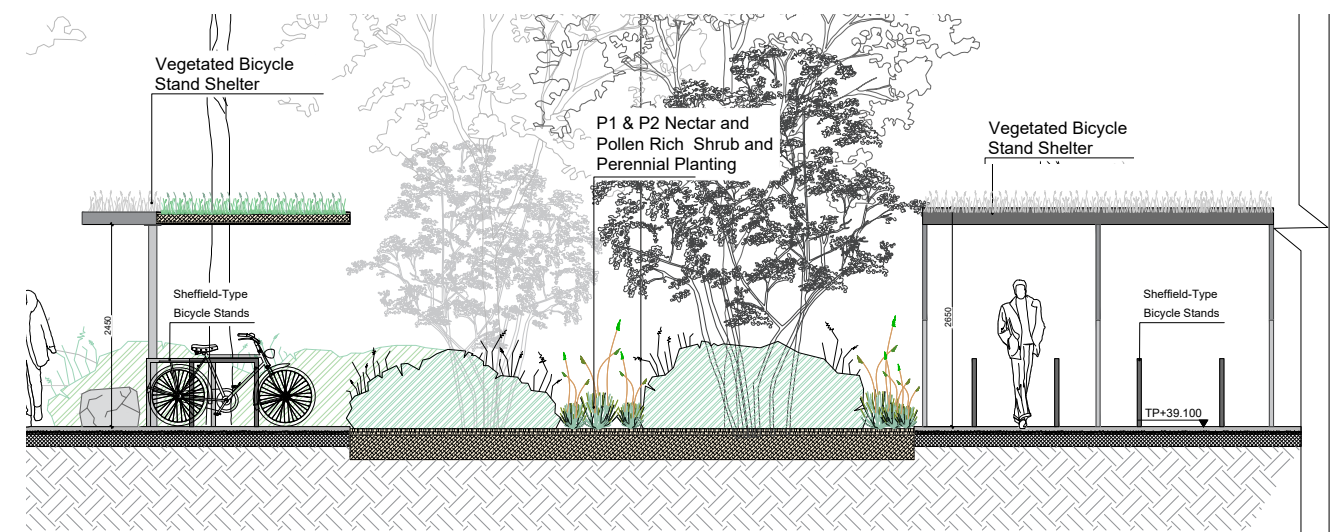 Vegetated Bicycle
Stand Shelter
P1 & P2 Nectar and
Pollen Rich Shrub and
Perennial Planting
Vegetated Bicycle
Stand Shelter
Sheffield-Type
Bicycle Stands
2450
2650
Sheffield-Type
Bicycle Stands
TP+39.100